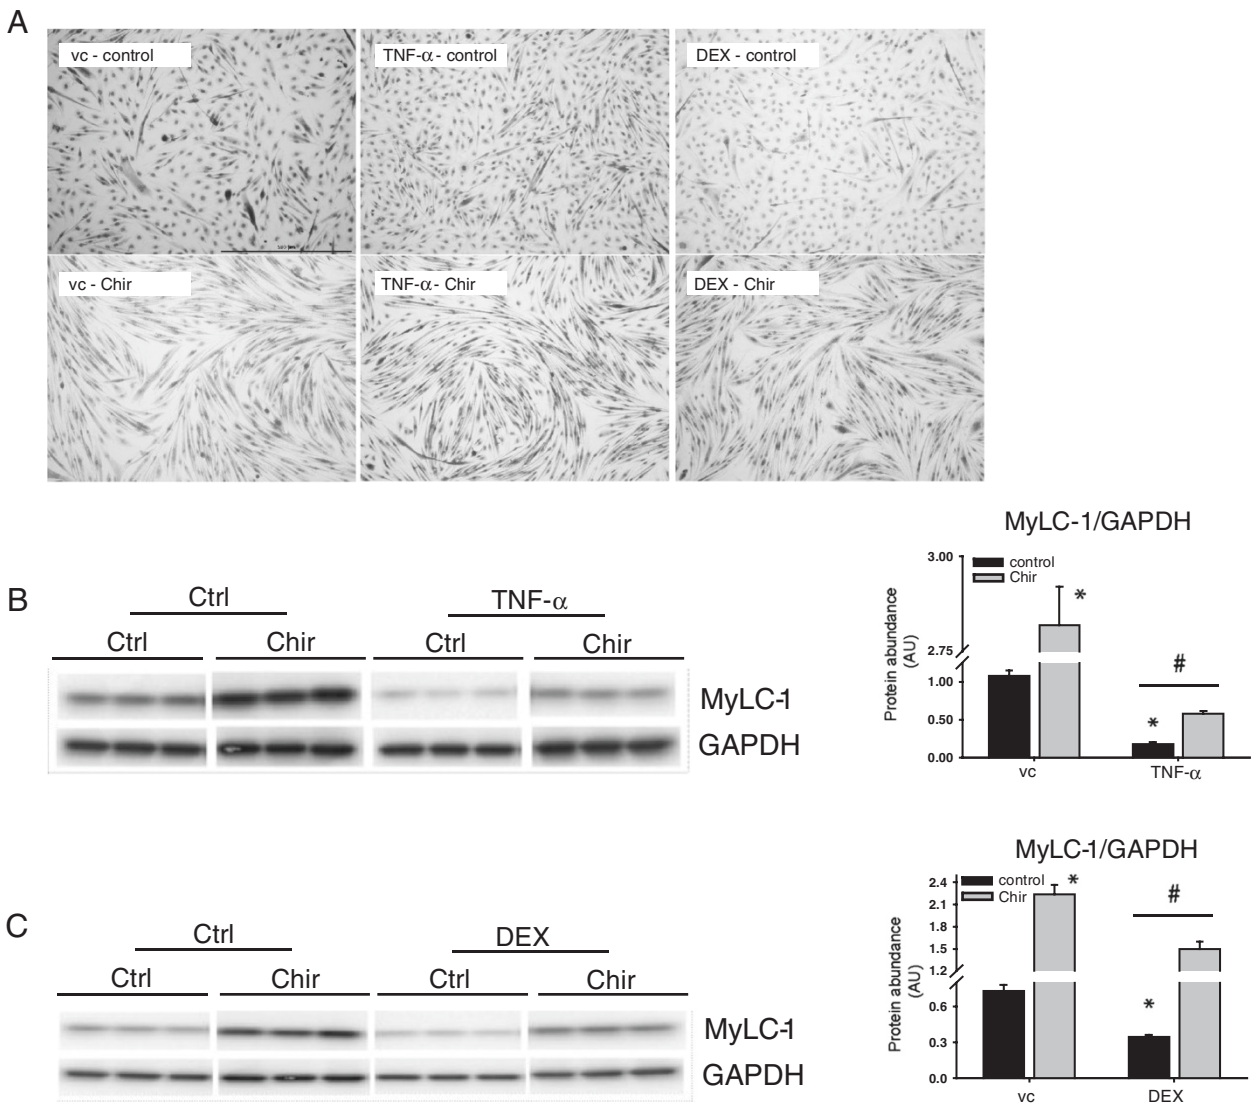 A
vc - control
TNF-α - control
DEX - control
vc - Chir
TNF-α - Chir
DEX - Chir
B
Ctrl
TNF-α
Ctrl
Chir
Ctrl
Chir
MyLC-1
GAPDH
MyLC-1/GAPDH
control
Chir
Protein abundance
(AU)
3.00
2.75
1.00
0.50
0.00
*
*
#
vc
TNF-α
C
Ctrl
DEX
Ctrl
Chir
Ctrl
Chir
MyLC-1
GAPDH
MyLC-1/GAPDH
control
Chir
Protein abundance
(AU)
2.4
2.1
1.8
1.5
1.2
0.6
0.3
0.0
*
*
#
vc
DEX